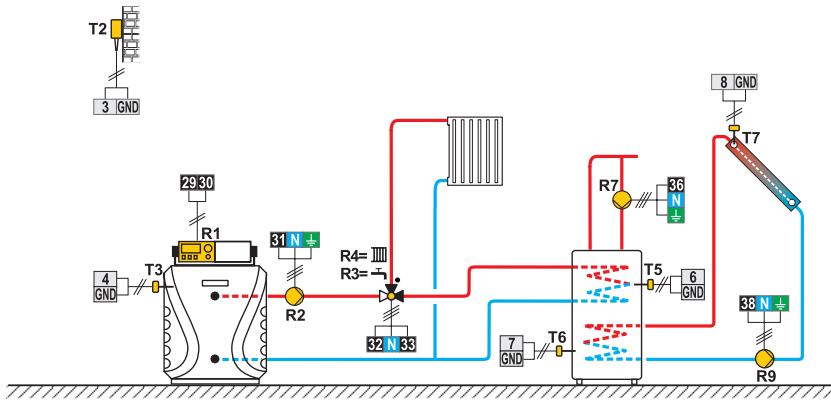 T2
3 GND
8 GND
T7
29 30
R1
31 N
R4=
R3=
R7
36
N
4
GND
T3
R2
32 N 33
T5
6
GND
7
GND
T6
38 N
R9